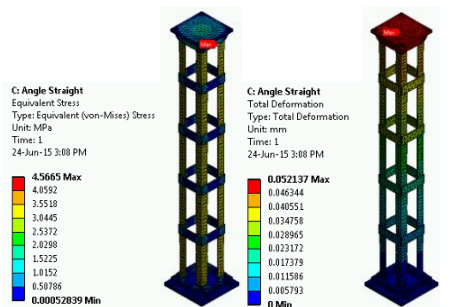 Max
C: Angle Straight
Equivalent Stress
Type: Equivalent (von-Mises) Stress
Unit: MPa
Time: 1
24-Jun-15 3:08 PM
4.5665 Max
4.0592
3.5518
3.0445
2.5372
2.0298
1.5225
1.0152
0.50786
0.00052839 Min
Max
C: Angle Straight
Total Deformation
Type: Total Deformation
Unit: mm
Time: 1
24-Jun-15 3:08 PM
0.052137 Max
0.046344
0.040551
0.034758
0.028965
0.023172
0.017379
0.011586
0.005793
0 Min